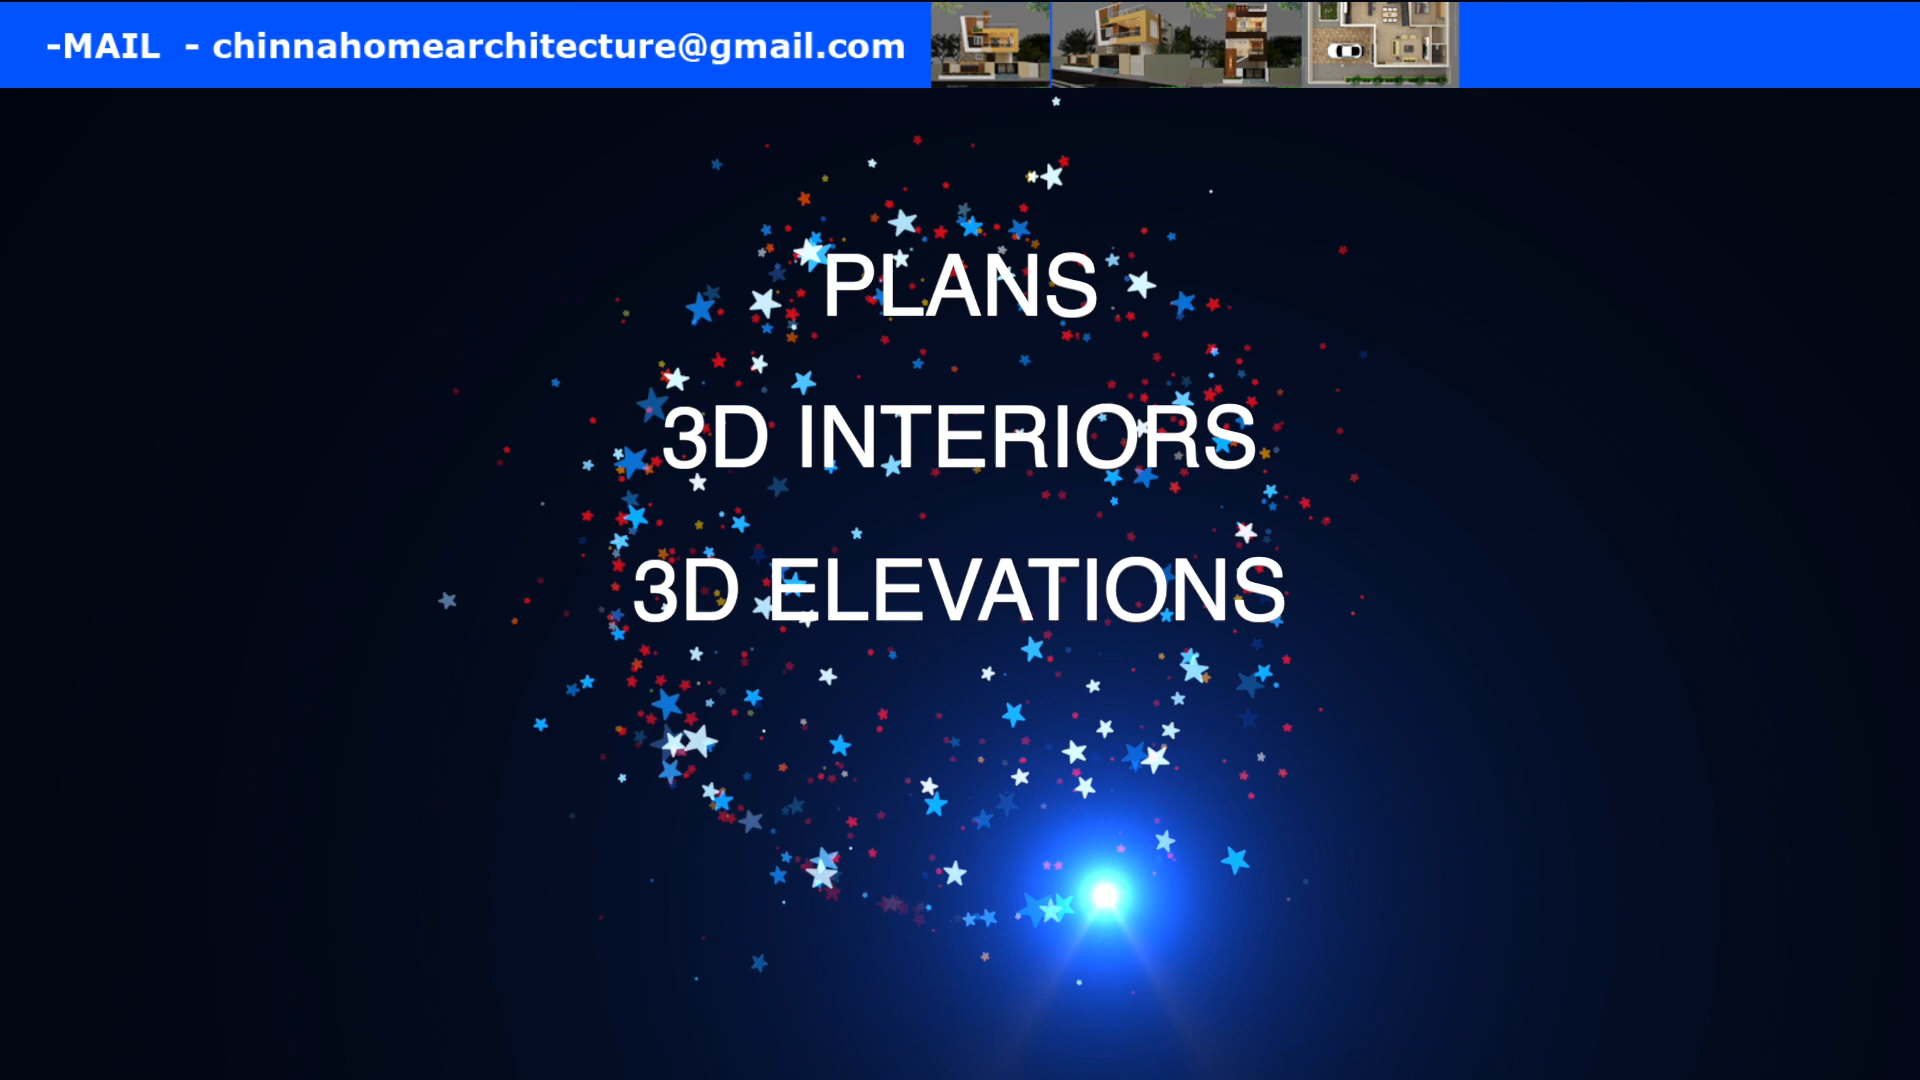 -MAIL - chinnahomearchitecture@gmail.com
PLANS
3D INTERIORS
3D ELEVATIONS